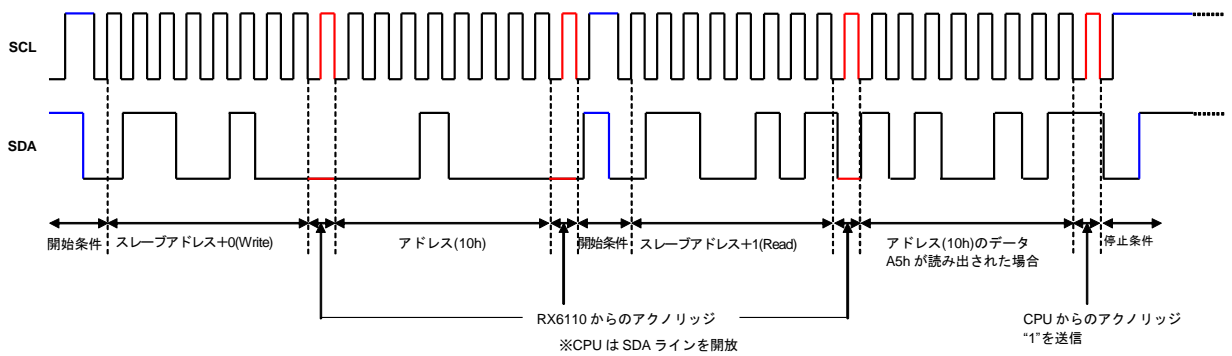 SCL
SDA
開始条件
スレーブアドレス+0(Write)
アドレス(10h)
開始条件
スレーブアドレス+1(Read)
アドレス(10h)のデータ
A5h が読み出された場合
停止条件
RX6110 からのアクノリッジ
※CPU は SDA ラインを開放
CPU からのアクノリッジ
“1”を送信